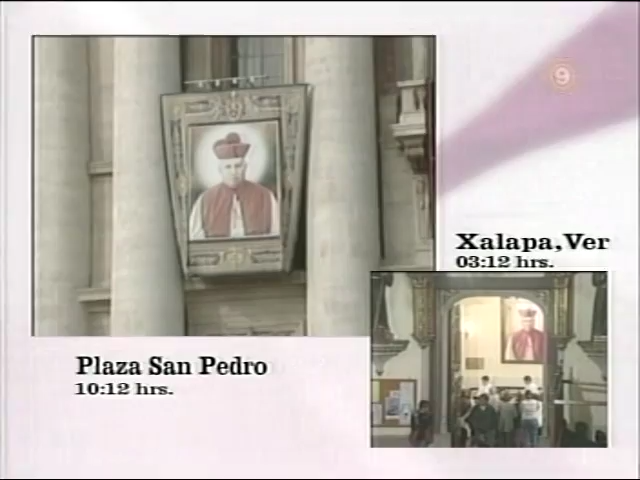 9
Xalapa,Ver
03:12 hrs.
Plaza San Pedro
10:12 hrs.